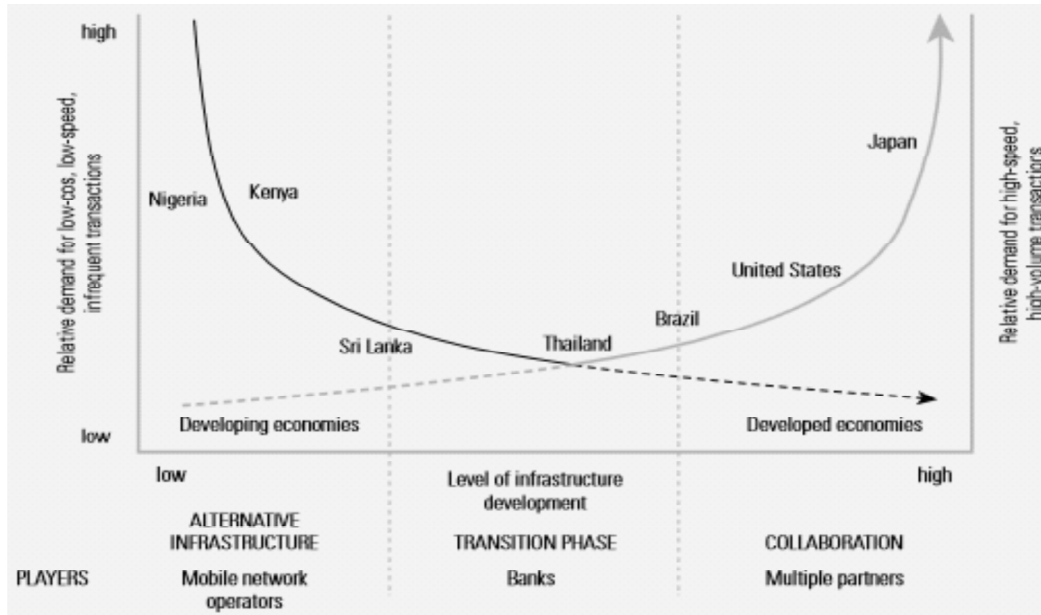 high
Relative demand for low-cos, low-speed,
infrequent transactions
low
Nigeria
Kenya
Sri Lanka
Thailand
Brazil
United States
Japan
Relative demand for high-speed,
high-volume transactions
Developing economies
Developed economies
low
Level of infrastructure
development
high
ALTERNATIVE
INFRASTRUCTURE
TRANSITION PHASE
COLLABORATION
PLAYERS
Mobile network
operators
Banks
Multiple partners